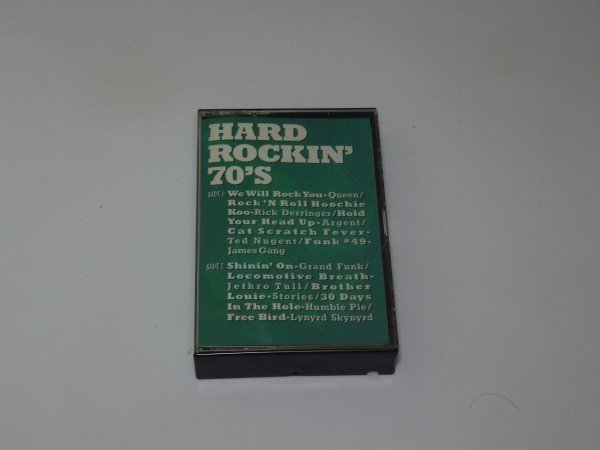 HARD
ROCKIN'
70'S
SIDE 1: We Will Rock You-Queen/
Rock 'N Roll Hoochie
Koo-Rick Derringer/Hold
Your Head Up-Argent/
Cat Scratch Fever-
Ted Nugent/Funk #49-
James Gang
SIDE 2: Shinin' On-Grand Funk/
Locomotive Breath-
Jethro Tull/Brother
Louie-Stories/30 Days
In The Hole-Humble Pie/
Free Bird-Lynyrd Skynyrd